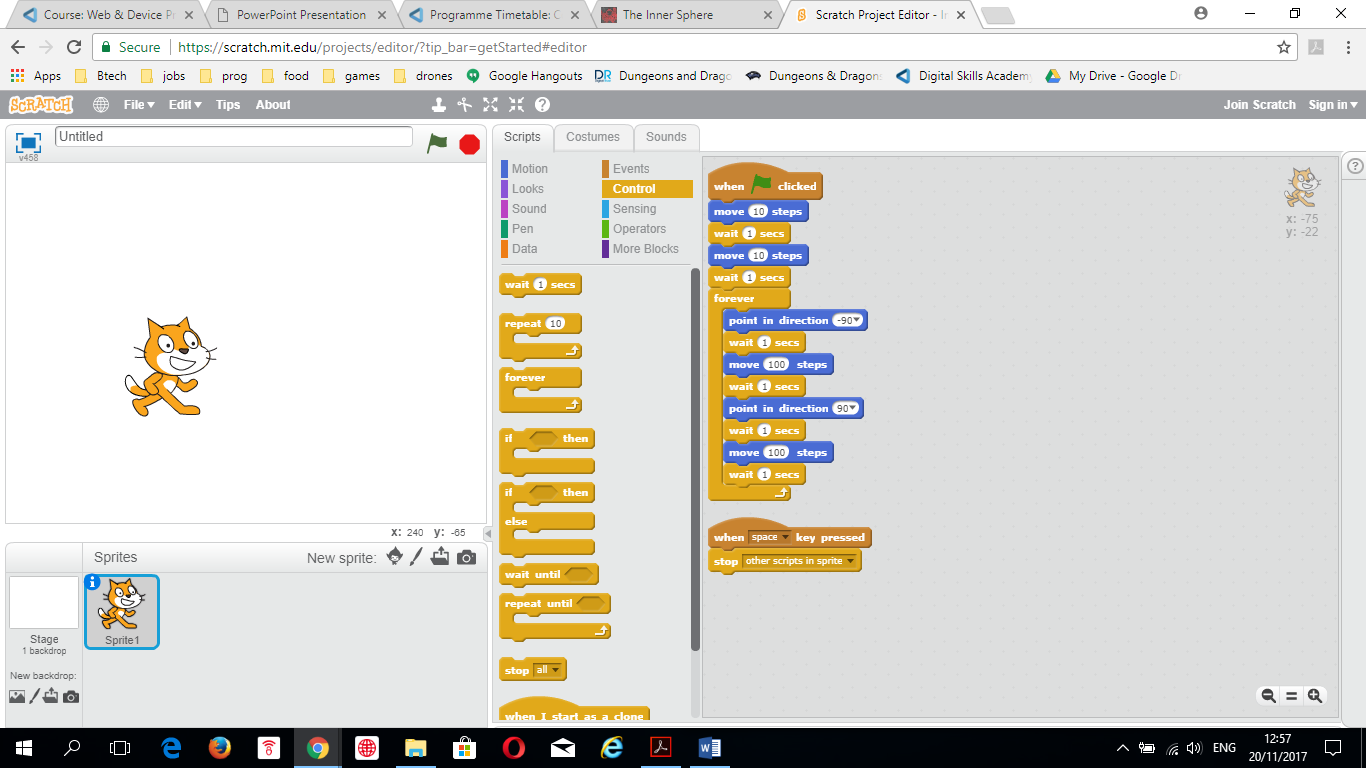 Course: Web & Device Pr
PowerPoint Presentation
Programme Timetable: C
The Inner Sphere
Scratch Project Editor - In
Secure
https://scratch.mit.edu/projects/editor/?tip_bar=getStarted#editor
Apps
Btech
jobs
prog
food
games
drones
Google Hangouts
DR Dungeons and Drago
Dungeons & Dragons
Digital Skills Academy
My Drive - Google Dr
SCRATCH File Edit Tips About
Join Scratch Sign in
v458
Untitled
Scripts Costumes Sounds
Motion
Looks
Sound
Pen
Data
Events
Control
Sensing
Operators
More Blocks
wait 1 secs
repeat 10
forever
if then
if then
else
wait until
repeat until
stop all
when I start as a clone
when clicked
move 10 steps
wait 1 secs
move 10 steps
wait 1 secs
forever
point in direction -90
wait 1 secs
move 100 steps
wait 1 secs
point in direction 90
wait 1 secs
move 100 steps
wait 1 secs
when space key pressed
stop other scripts in sprite
x: -75
y: -22
x: 240 y: -65
Sprites
New sprite:
Stage
1 backdrop
New backdrop:
Sprite1
ENG
12:57
20/11/2017